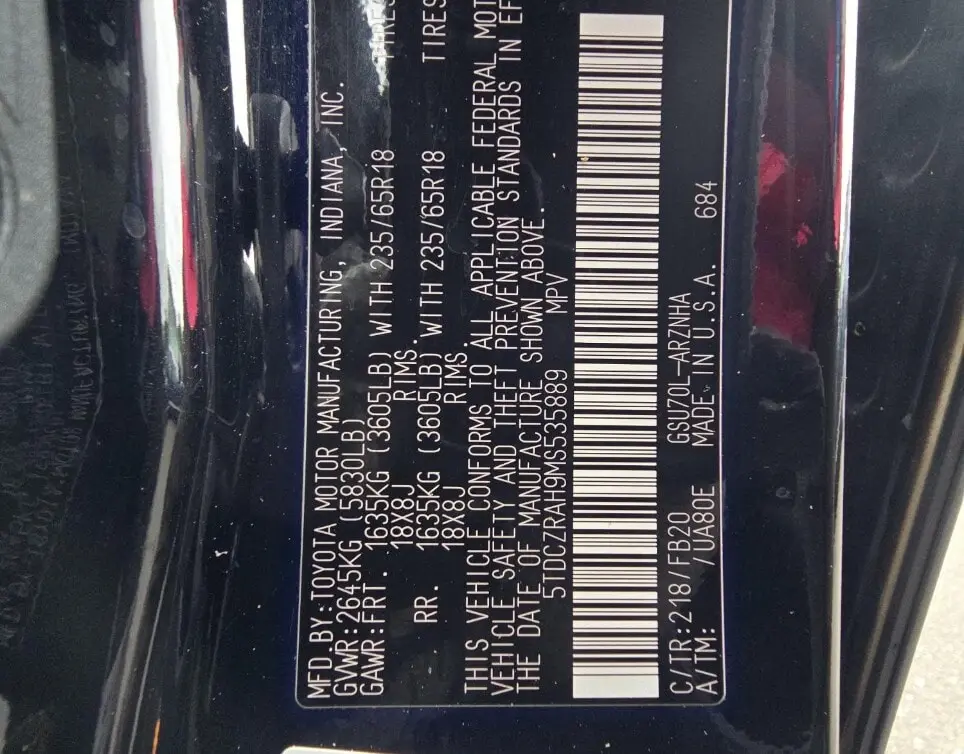 MFD.BY:TOYOTA MOTOR MANUFACTURING, INDIANA, INC.
GVWR:2645KG (5830LB)
GAWR:FRT. 1635KG (3605LB) WITH 235/65R18 TIRES
18X8J RIMS.
RR. 1635KG (3605LB) WITH 235/65R18 TIRES
18X8J RIMS
THIS VEHICLE CONFORMS TO ALL APPLICABLE FEDERAL
VEHICLE SAFETY AND THEFT PREVENTION STANDARDS IN
THE DATE OF MANUFACTURE SHOWN ABOVE.
5TDCZRAH9MS535889 MPV
C/TR:218/FB20 GSU70L-ARZNHA
A/TM: /UA80E MADE IN U.S.A. 684